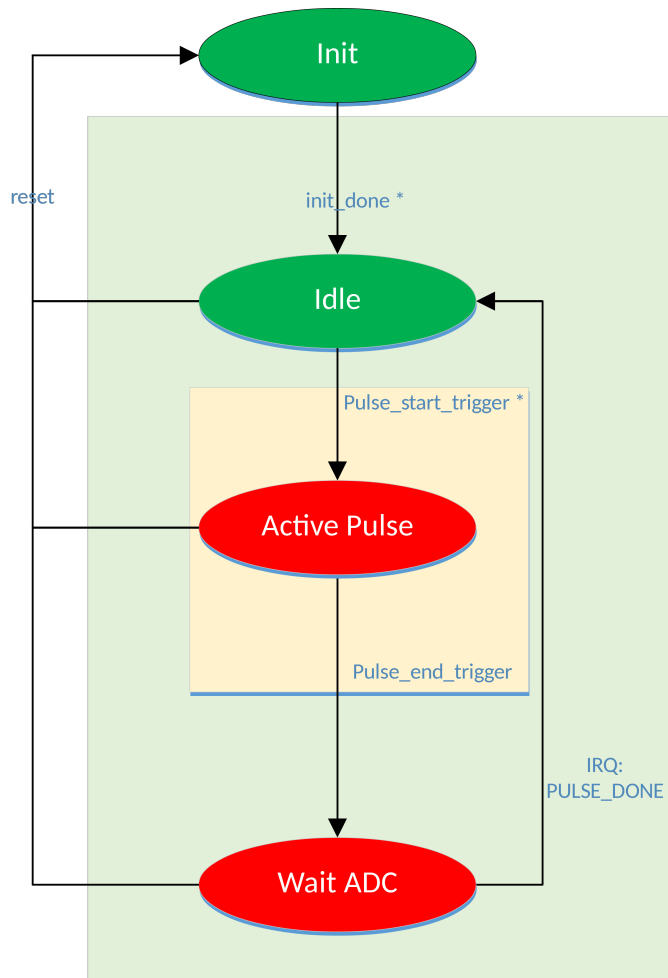 Init
reset
init_done *
Idle
Pulse_start_trigger *
Active Pulse
Pulse_end_trigger
IRQ:
PULSE_DONE
Wait ADC